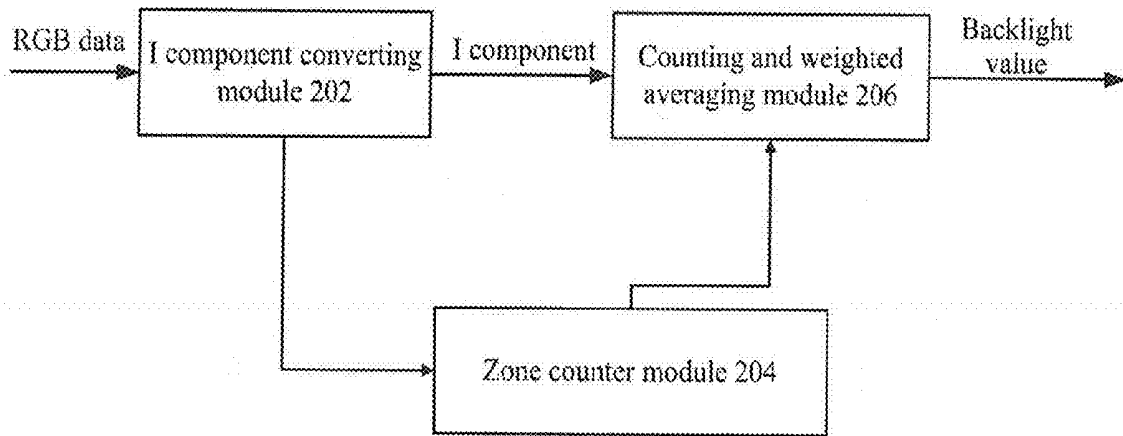 RGB data
I component converting
module 202
I component
Counting and weighted
averaging module 206
Backlight
value
Zone counter module 204